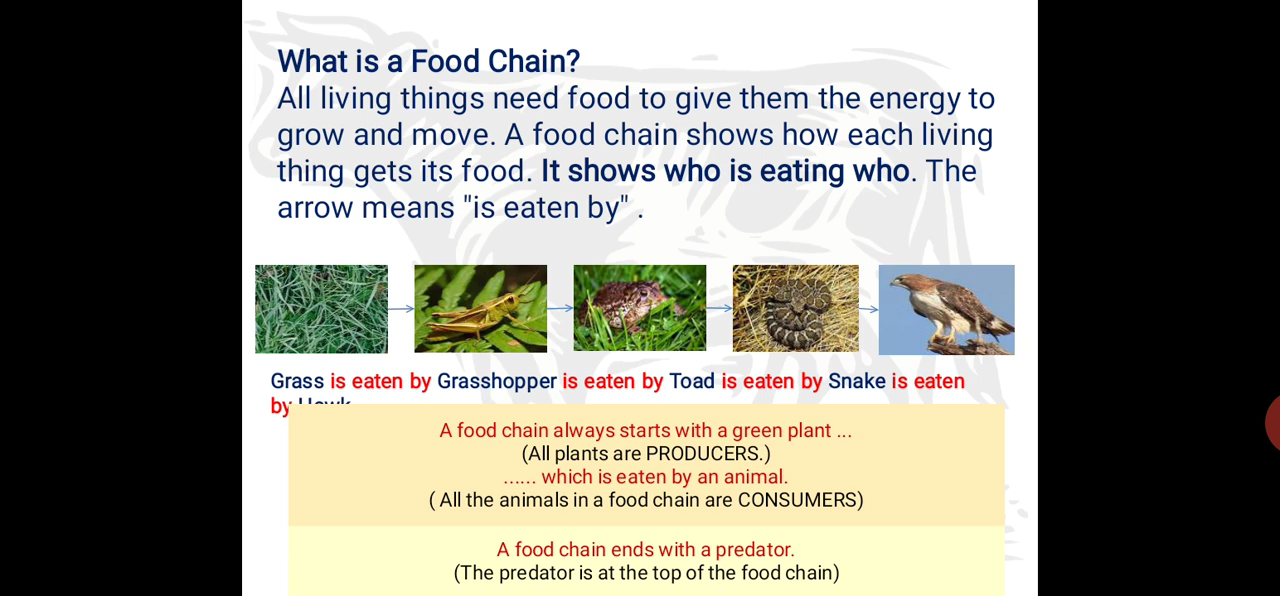 What is a Food Chain?
All living things need food to give them the energy to
grow and move. A food chain shows how each living
thing gets its food. It shows who is eating who. The
arrow means "is eaten by" .
Grass is eaten by Grasshopper is eaten by Toad is eaten by Snake is eaten
by Hawk
A food chain always starts with a green plant ...
(All plants are PRODUCERS.)
...... which is eaten by an animal.
( All the animals in a food chain are CONSUMERS)
A food chain ends with a predator.
(The predator is at the top of the food chain)